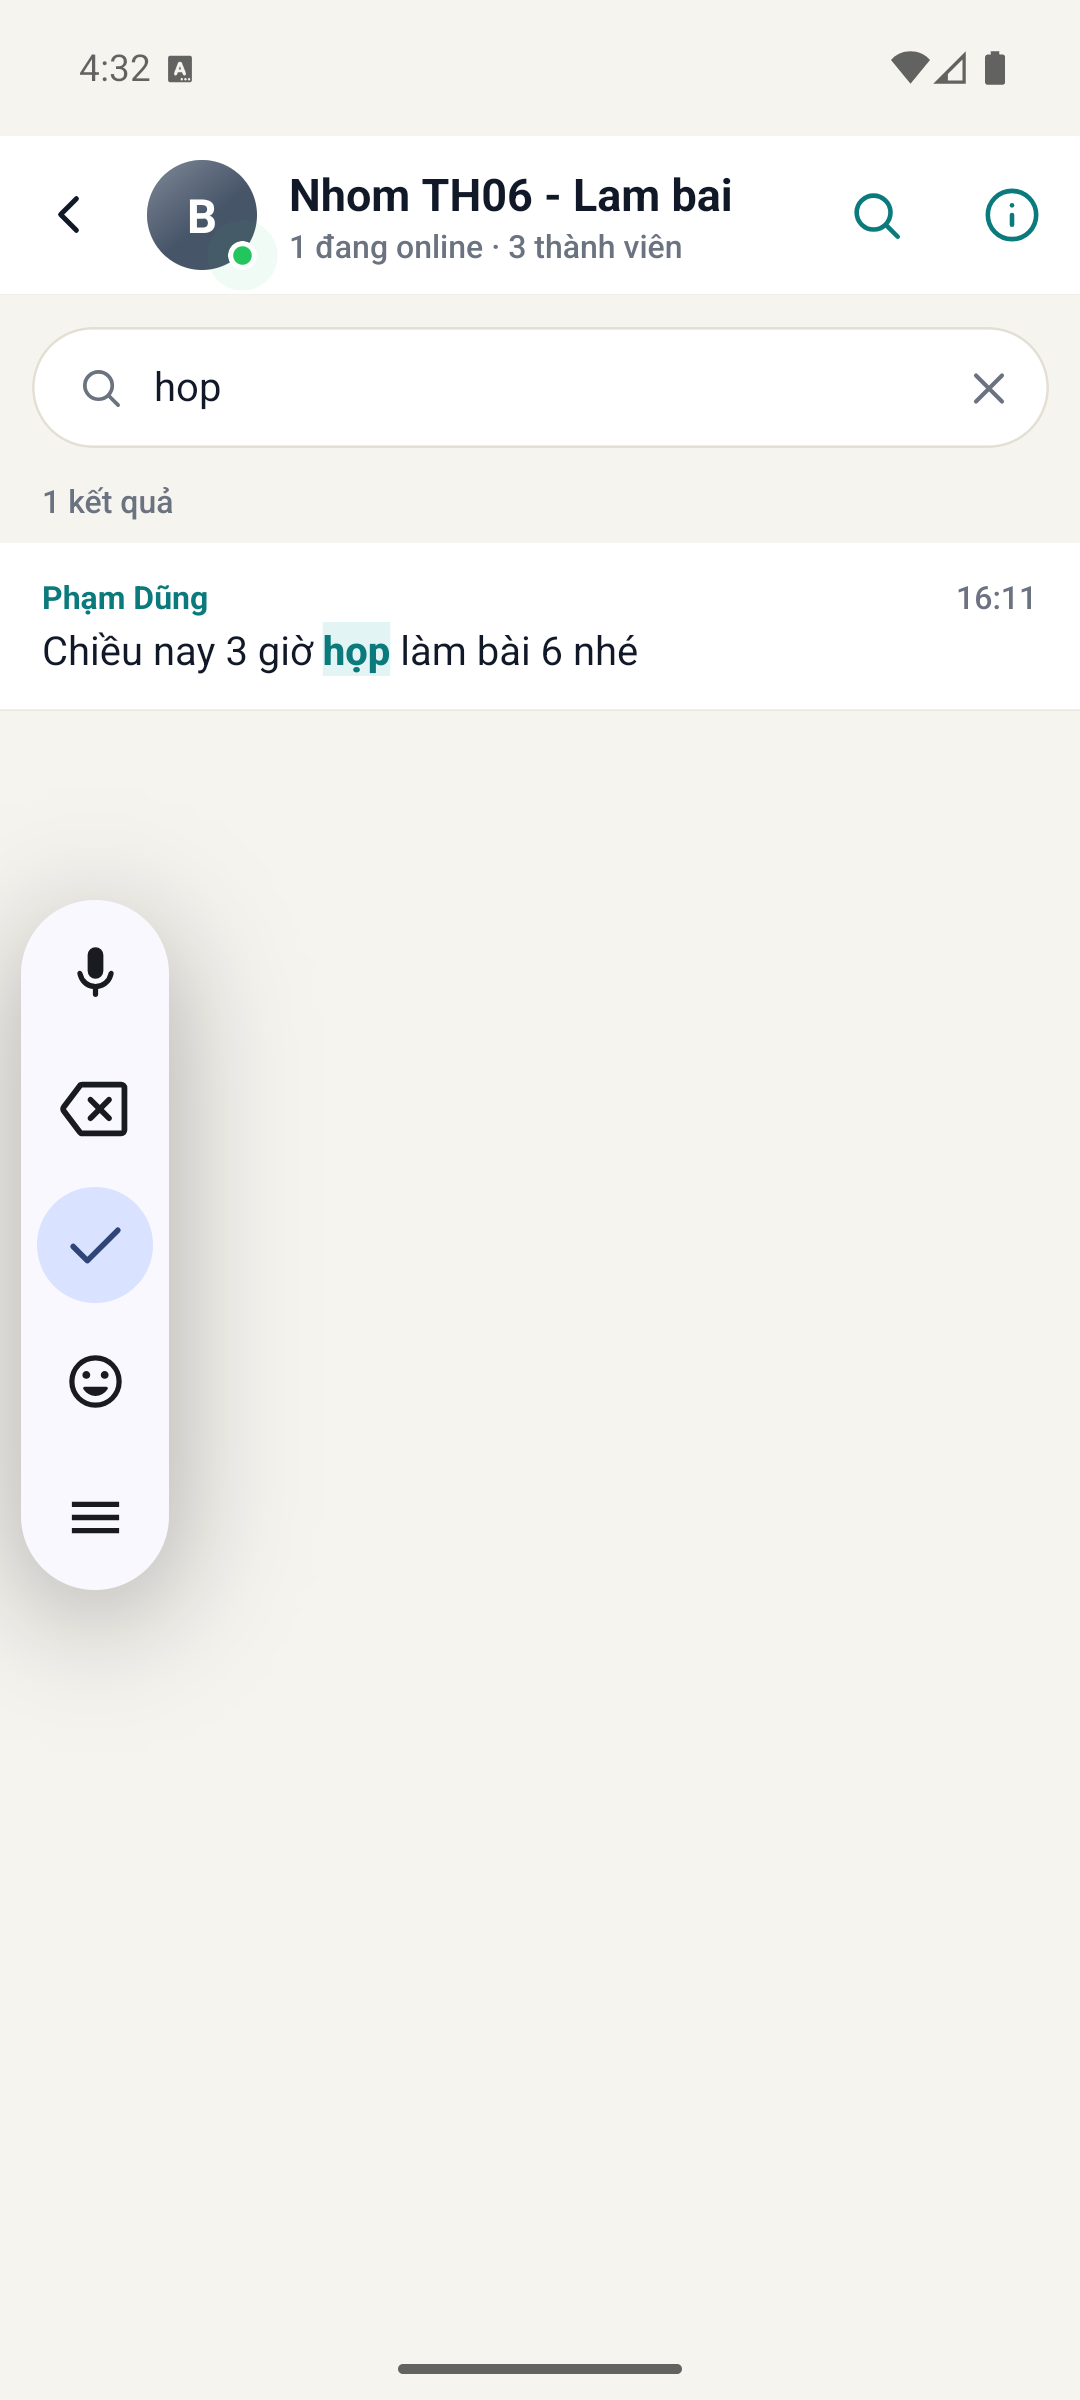 4:32
B
Nhom TH06 - Lam bai
1 đang online · 3 thành viên
hop
1 kết quả
Phạm Dũng
16:11
Chiều nay 3 giờ họp làm bài 6 nhé